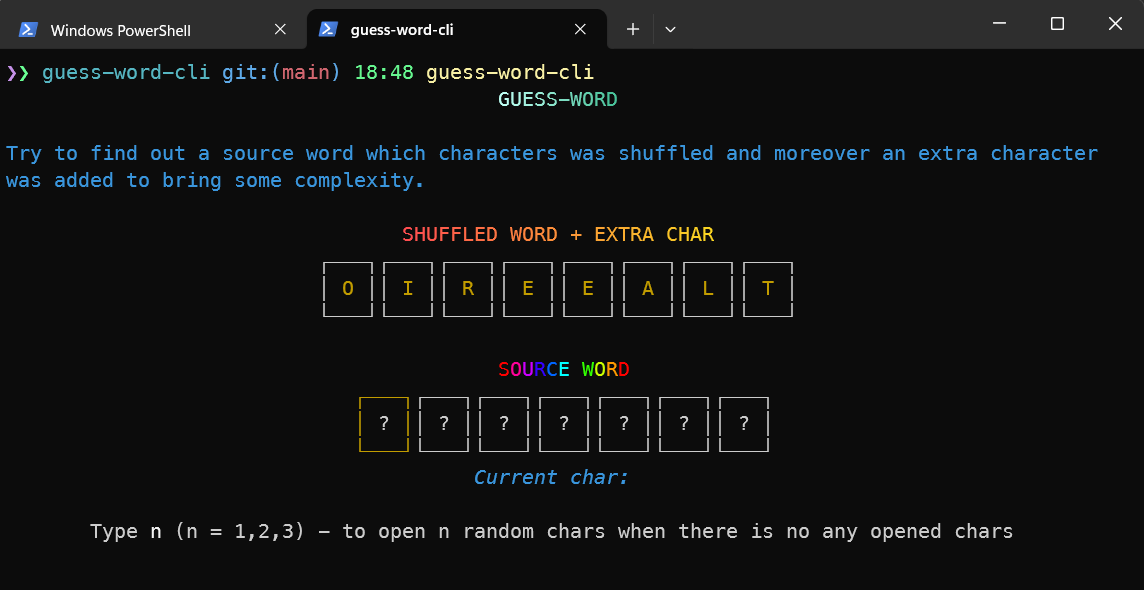 Windows PowerShell guess-word-cli
❯❯ guess-word-cli git:(main) 18:48 guess-word-cli
GUESS-WORD
Try to find out a source word which characters was shuffled and moreover an extra character
was added to bring some complexity.
SHUFFLED WORD + EXTRA CHAR
O I R E E A L T
SOURCE WORD
? ? ? ? ? ? ?
Current char:
Type n (n = 1,2,3) - to open n random chars when there is no any opened chars